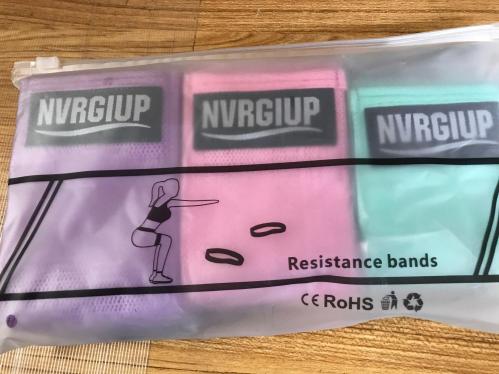 NVRGIUP
NVRGIUP
NVRGIUP
Resistance bands
CE RoHS